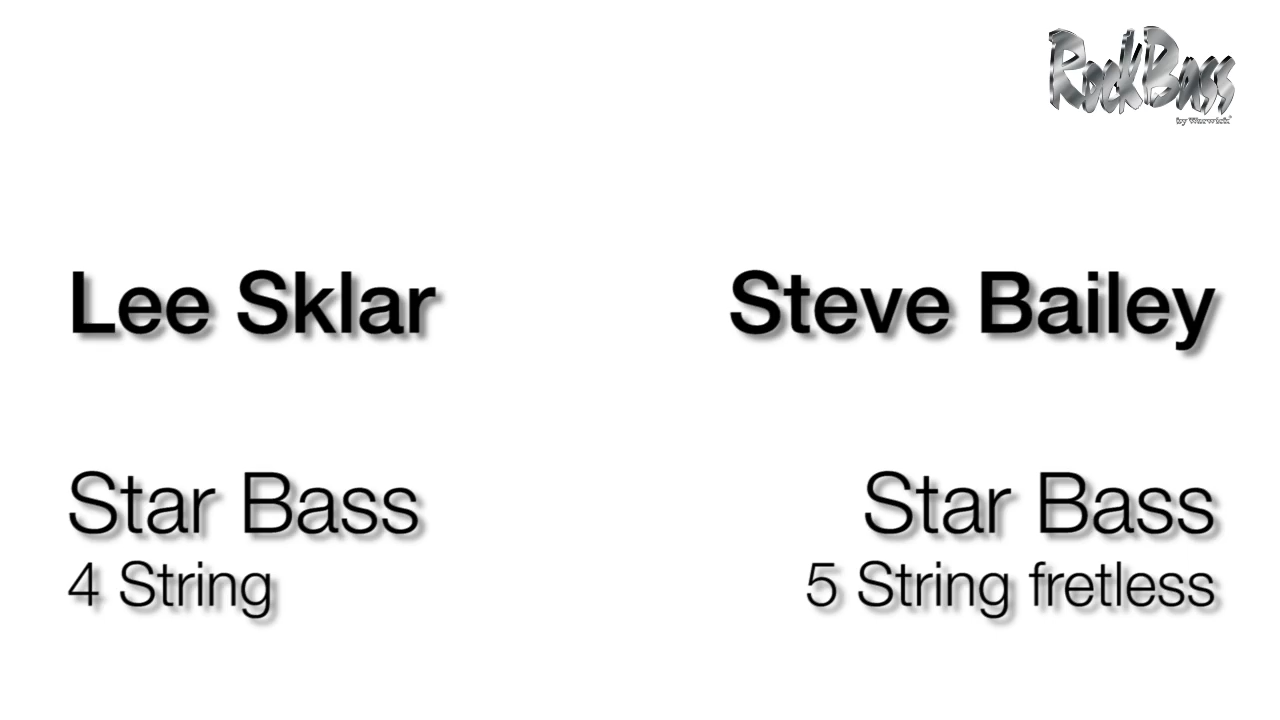 RockBass
by Warwick
Lee Sklar
Steve Bailey
Star Bass
4 String
Star Bass
5 String fretless